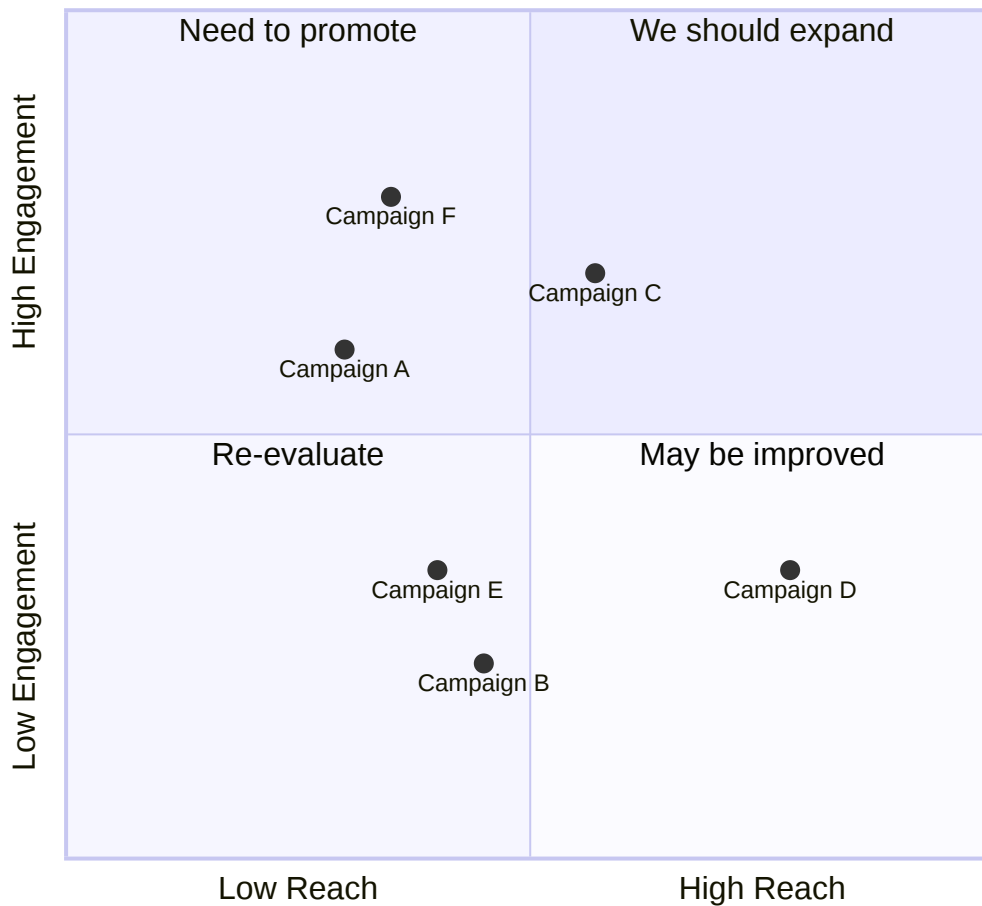 Need to promote
We should expand
High Engagement
Campaign F
Campaign C
Campaign A
Re-evaluate
May be improved
Low Engagement
Campaign E
Campaign D
Campaign B
Low Reach
High Reach